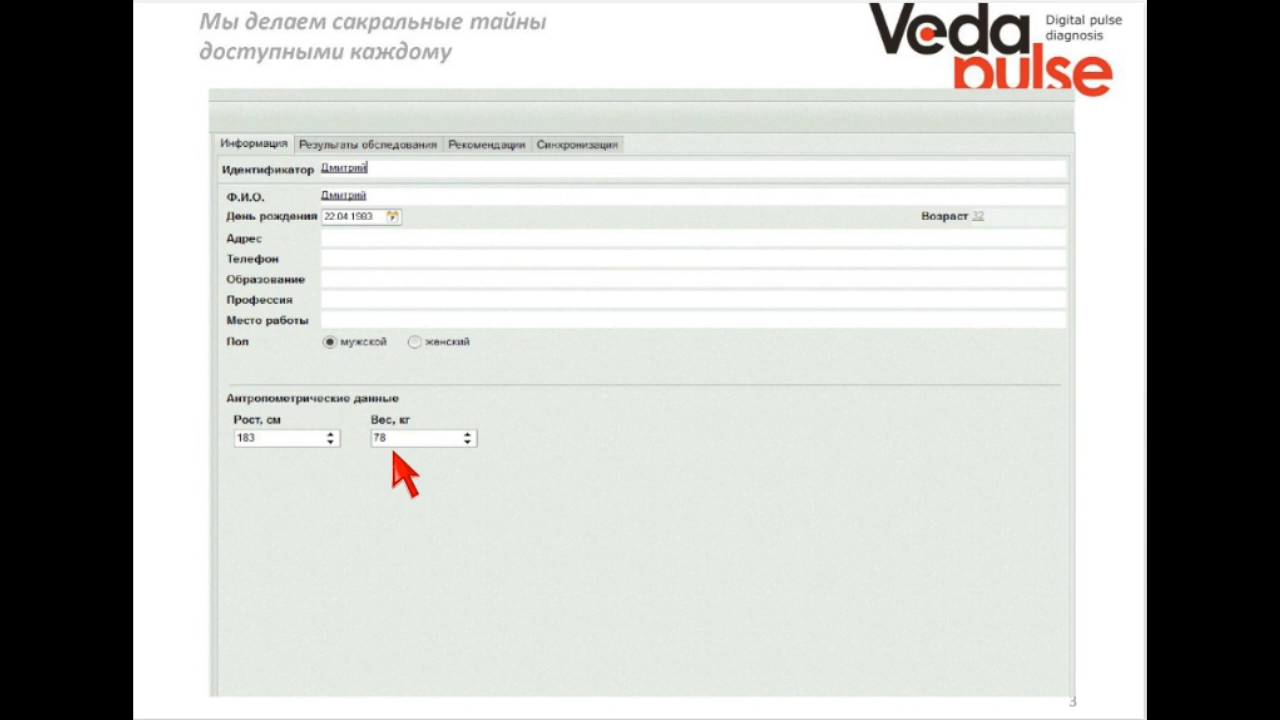 Мы делаем сакральные тайны
доступными каждому
Veda
pulse
Digital pulse
diagnosis
Информация Результаты обследования Рекомендации Синхронизация
Идентификатор Дмитрий
Ф.И.О. Дмитрий
День рождения 22.04.1983 Возраст 32
Адрес
Телефон
Образование
Профессия
Место работы
Пол мужской женский
Антропометрические данные
Рост, см Вес, кг
183 78
3